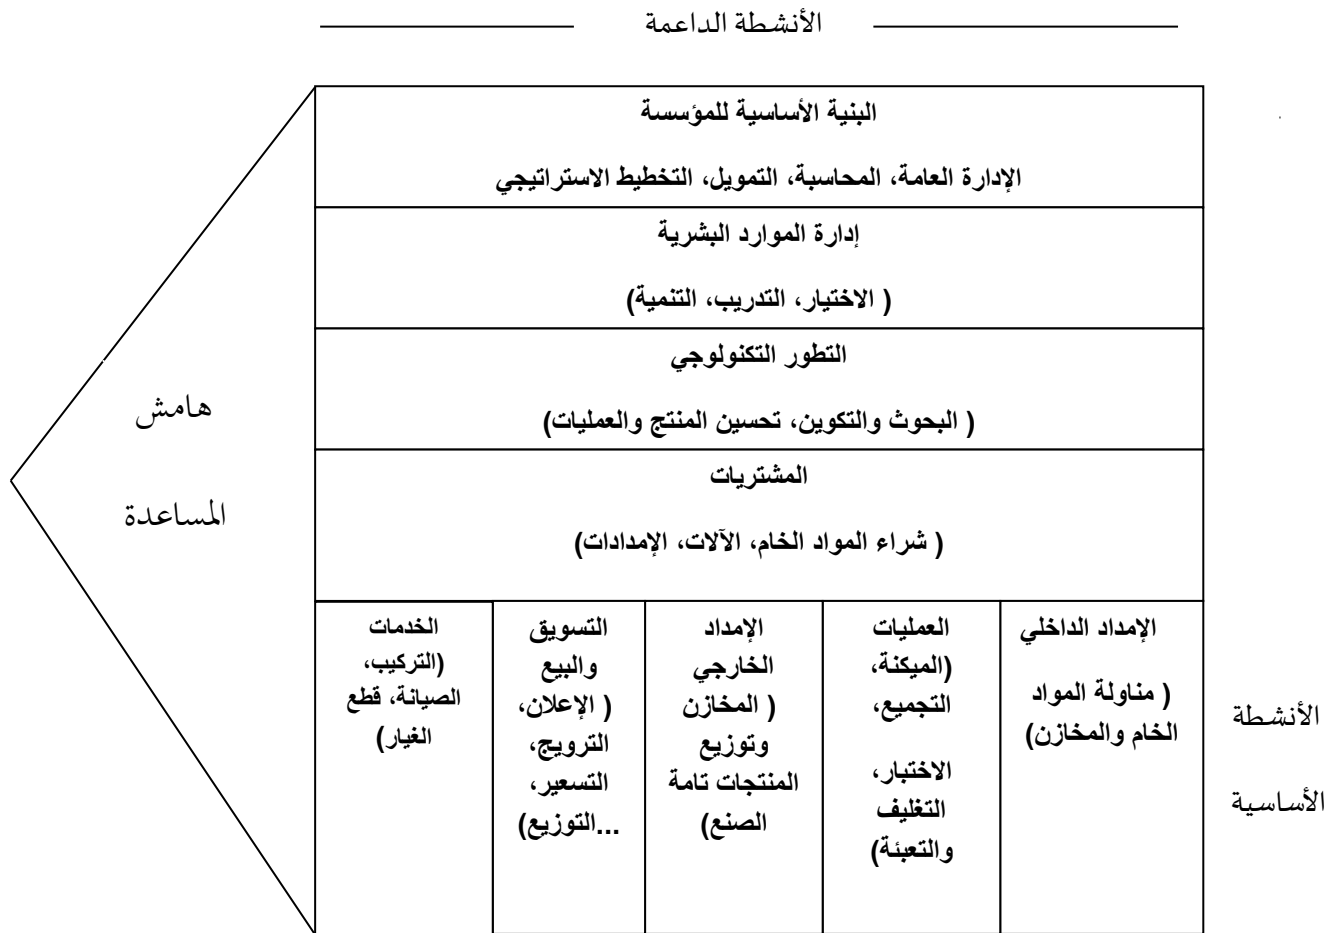 الأنشطة الداعمة
البنية الأساسية للمؤسسة
الإدارة العامة، المحاسبة، التمويل، التخطيط الاستراتيجي
إدارة الموارد البشرية
( الاختيار، التدريب، التنمية)
التطور التكنولوجي
( البحوث والتكوين، تحسين المنتج والعمليات)
المشتريات
( شراء المواد الخام، الآلات، الإمدادات)
هامش
المساعدة
الأنشطة
الأساسية
الإمداد الداخلي
( مناولة المواد
الخام والمخازن)
العمليات
(الميكنة،
التجميع،
الاختبار،
التغليف
والتعبئة)
الإمداد
الخارجي
( المخازن
وتوزيع
المنتجات تامة
الصنع)
التسويق
والبيع
( الإعلان،
الترويج،
التسعير،
...التوزيع)
الخدمات
(التركيب،
الصيانة، قطع
الغيار)